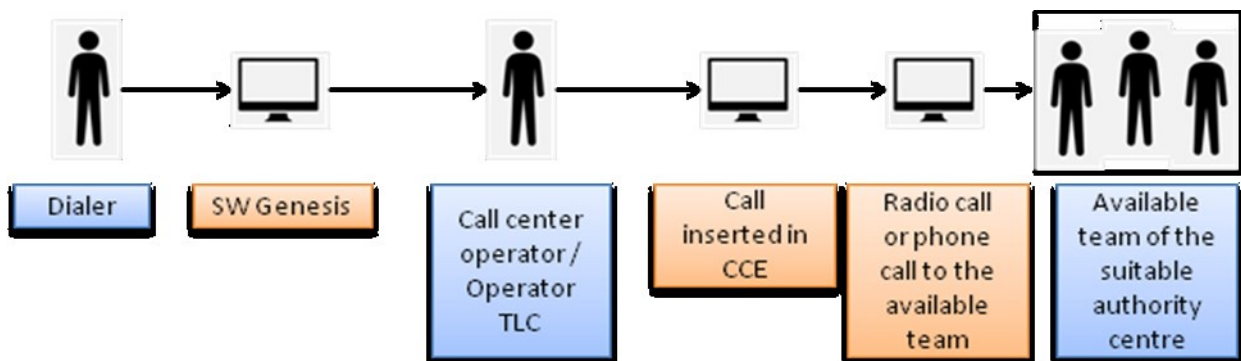 Dialer
SW Genesis
Call center
operator /
Operator
TLC
Call
inserted in
CCE
Radio call
or phone
call to the
available
team
Available
team of the
suitable
authority
centre